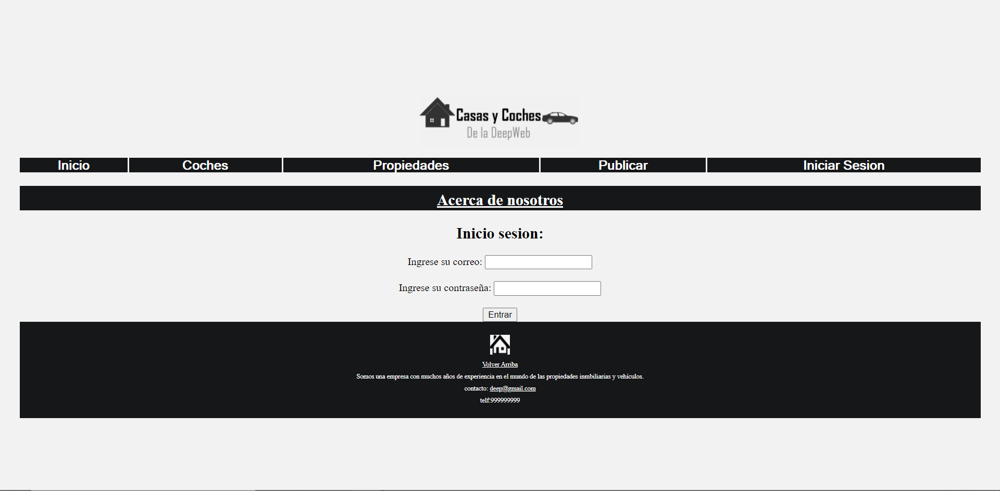 Casas y Coches
De la DeepWeb
Inicio Coches Propiedades Publicar Iniciar Sesion
Acerca de nosotros
Inicio sesion:
Ingrese su correo:
Ingrese su contraseña:
Entrar
Volver Arriba
Somos una empresa con muchos años de experiencia en el mundo de las propiedades inmbiliarias y vehículos.
contacto: deep@gmail.com
telf:999999999